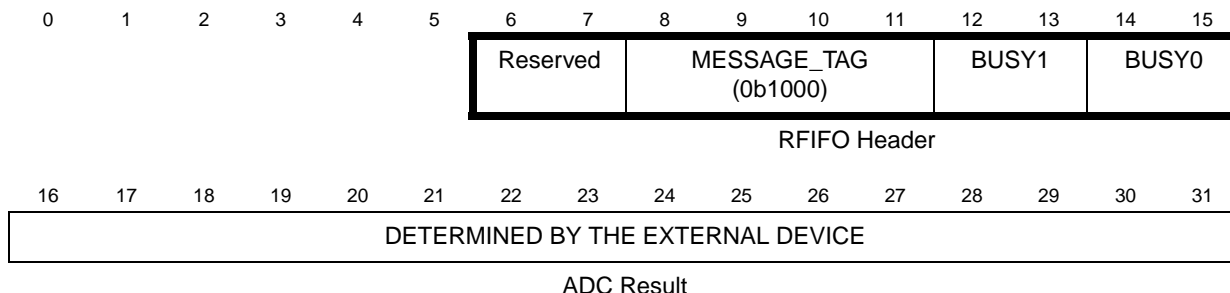 0 1 2 3 4 5 6 7 8 9 10 11 12 13 14 15
Reserved MESSAGE_TAG BUSY1 BUSY0
(0b1000)
RFIFO Header
16 17 18 19 20 21 22 23 24 25 26 27 28 29 30 31
DETERMINED BY THE EXTERNAL DEVICE
ADC Result